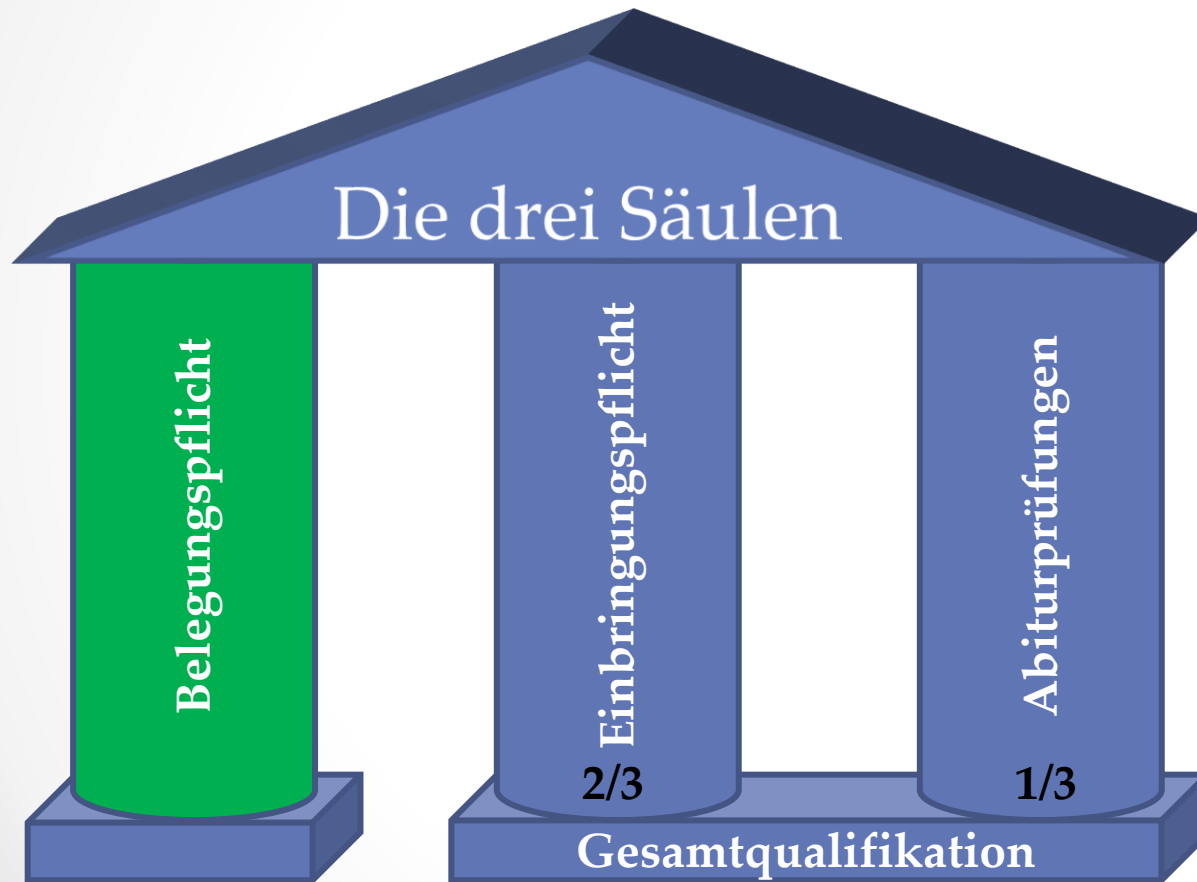 Die drei Säulen
Belegungspflicht
Einbringungspflicht
2/3
Abiturprüfungen
1/3
Gesamtqualifikation